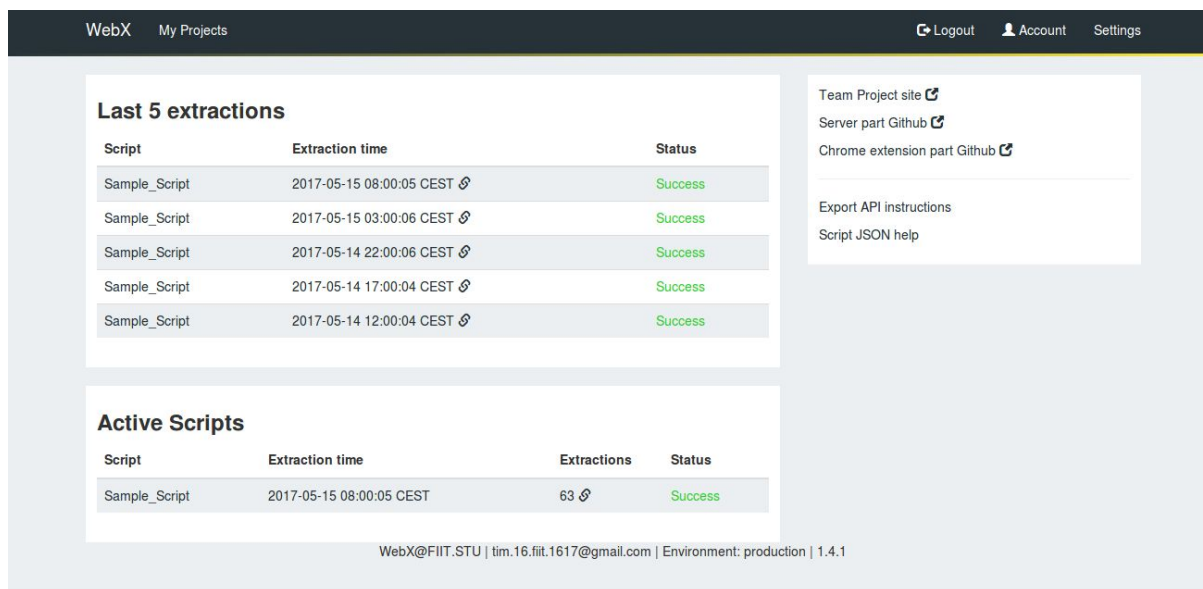 WebX My Projects Logout Account Settings
Last 5 extractions
Script Extraction time Status
Sample_Script 2017-05-15 08:00:05 CEST Success
Sample_Script 2017-05-15 03:00:06 CEST Success
Sample_Script 2017-05-14 22:00:06 CEST Success
Sample_Script 2017-05-14 17:00:04 CEST Success
Sample_Script 2017-05-14 12:00:04 CEST Success
Active Scripts
Script Extraction time Extractions Status
Sample_Script 2017-05-15 08:00:05 CEST 63 Success
Team Project site
Server part Github
Chrome extension part Github
Export API instructions
Script JSON help
WebX@FIIT.STU | tim.16.fiit.1617@gmail.com | Environment: production | 1.4.1